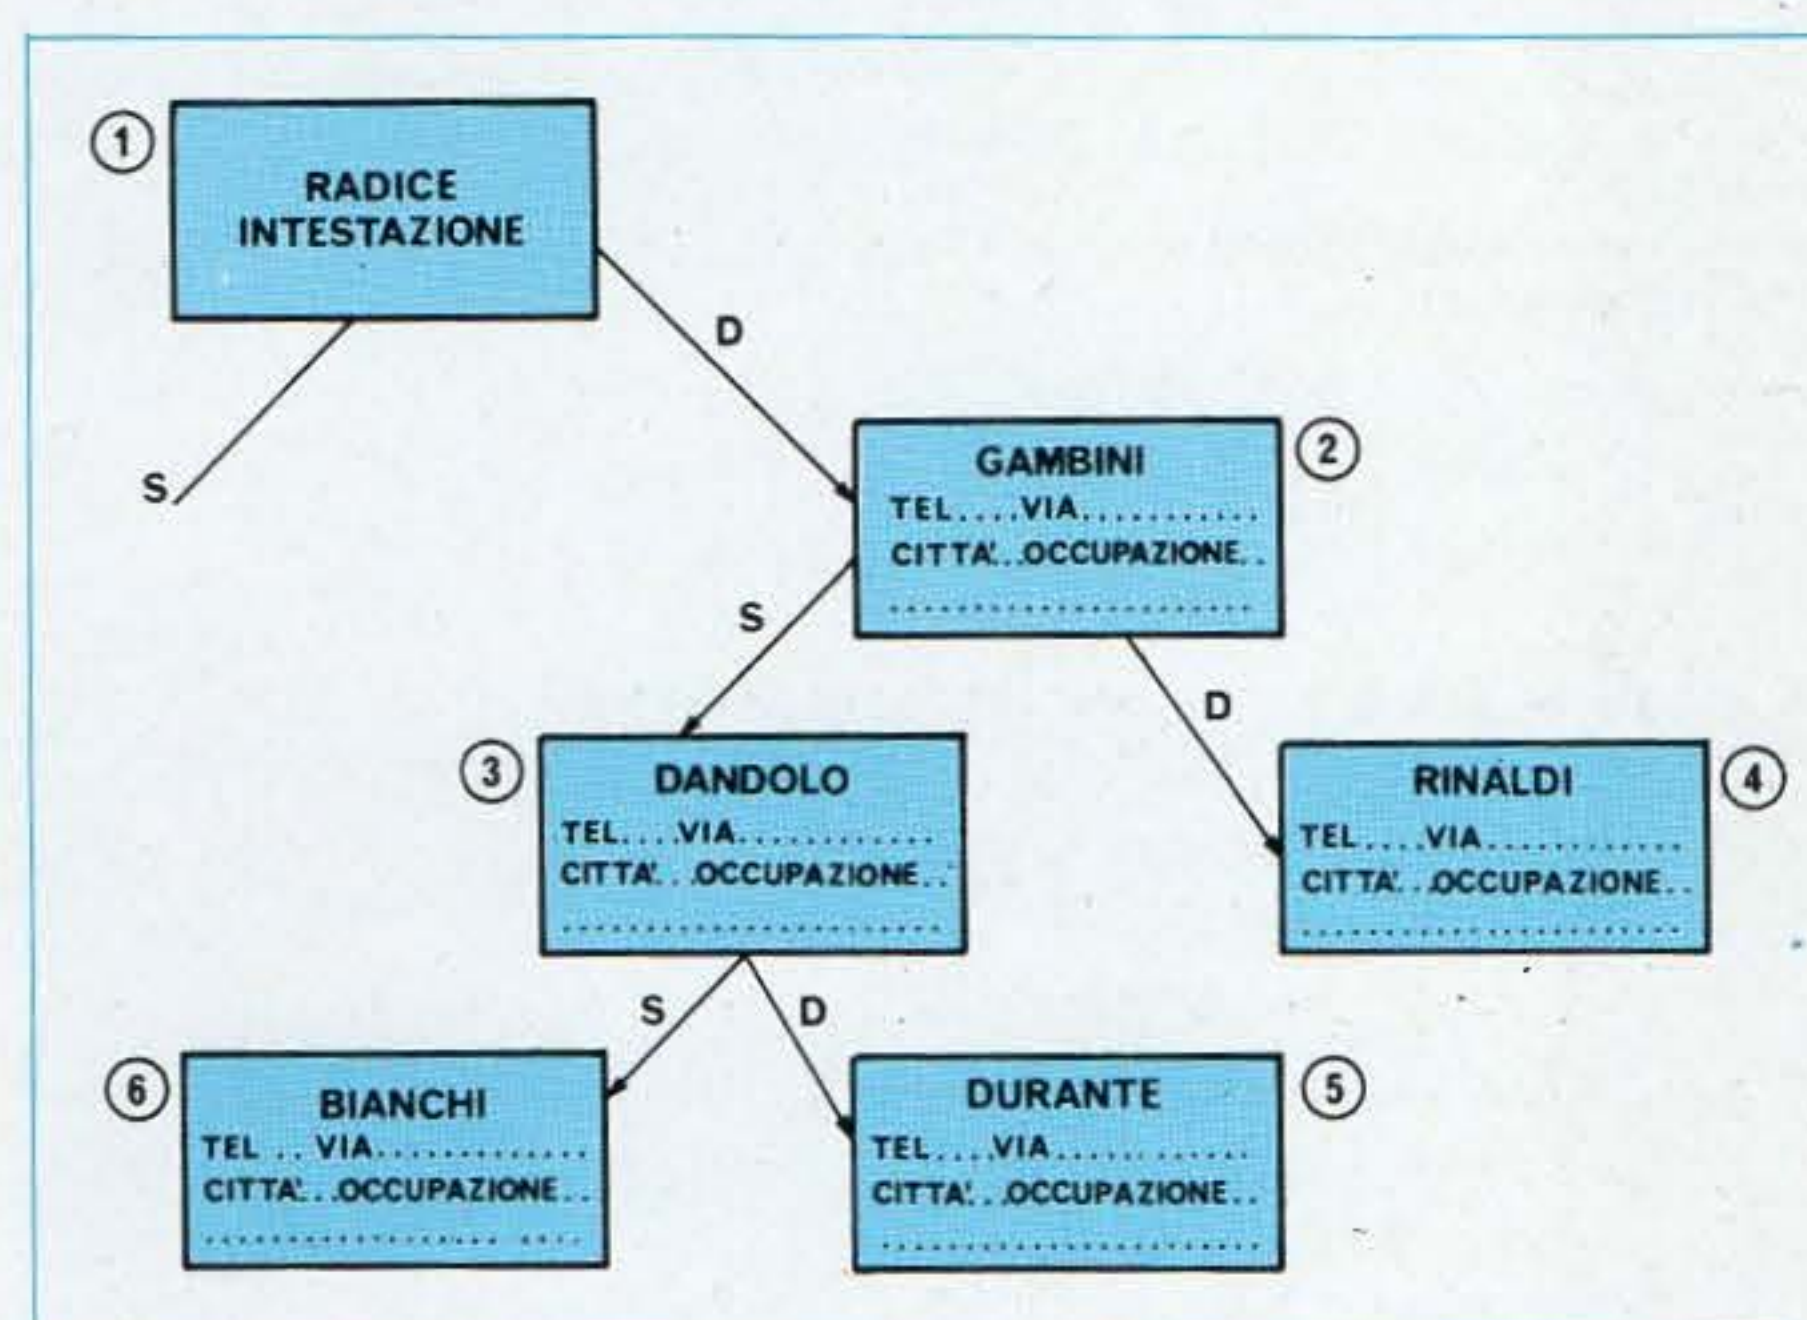 1
RADICE
INTESTAZIONE
D
S
GAMBINI
2
TEL....VIA...........
CITTA'...OCCUPAZIONE..
......................
S
D
3
DANDOLO
TEL....VIA............
CITTA'...OCCUPAZIONE..
.......................
RINALDI
4
TEL....VIA............
CITTA'...OCCUPAZIONE..
.......................
S
D
6
BIANCHI
TEL .. VIA.............
CITTA'...OCCUPAZIONE..
.................. ....
DURANTE
5
TEL....VIA............
CITTA'...OCCUPAZIONE..
.......................